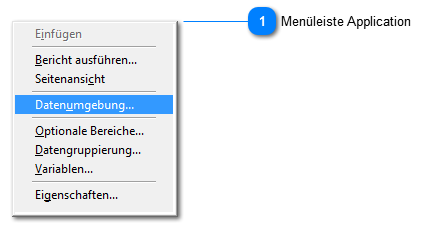 Einfügen
1 Menüleiste Application
Bericht ausführen...
Seitenansicht
Datenumgebung...
Optionale Bereiche...
Datengruppierung...
Variablen...
Eigenschaften...